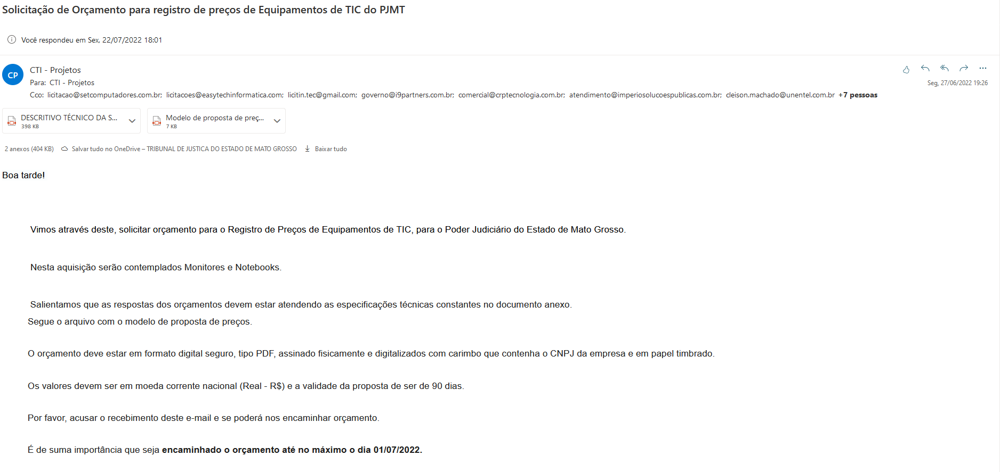 Solicitação de Orçamento para registro de preços de Equipamentos de TIC do PJMT
Você respondeu em Sex, 22/07/2022 18:01
CP
CTI - Projetos
Para: CTI - Projetos
Seg, 27/06/2022 19:26
Cco: licitacao@setcomputadores.com.br; licitacoes@easytechinformatica.com; licitin.tec@gmail.com; governo@i9partners.com.br; comercial@crptecnologia.com.br; atendimento@imperiosolucoespublicas.com.br; cleison.machado@unentel.com.br +7 pessoas
DESCRITIVO TÉCNICO DA S...
398 KB
Modelo de proposta de preç...
7 KB
2 anexos (404 KB) Salvar tudo no OneDrive – TRIBUNAL DE JUSTICA DO ESTADO DE MATO GROSSO Baixar tudo
Boa tarde!
Vimos através deste, solicitar orçamento para o Registro de Preços de Equipamentos de TIC, para o Poder Judiciário do Estado de Mato Grosso.
Nesta aquisição serão contemplados Monitores e Notebooks.
Salientamos que as respostas dos orçamentos devem estar atendendo as especificações técnicas constantes no documento anexo.
Segue o arquivo com o modelo de proposta de preços.
O orçamento deve estar em formato digital seguro, tipo PDF, assinado fisicamente e digitalizados com carimbo que contenha o CNPJ da empresa e em papel timbrado.
Os valores devem ser em moeda corrente nacional (Real - R$) e a validade da proposta de ser de 90 dias.
Por favor, acusar o recebimento deste e-mail e se poderá nos encaminhar orçamento.
É de suma importância que seja encaminhado o orçamento até no máximo o dia 01/07/2022.